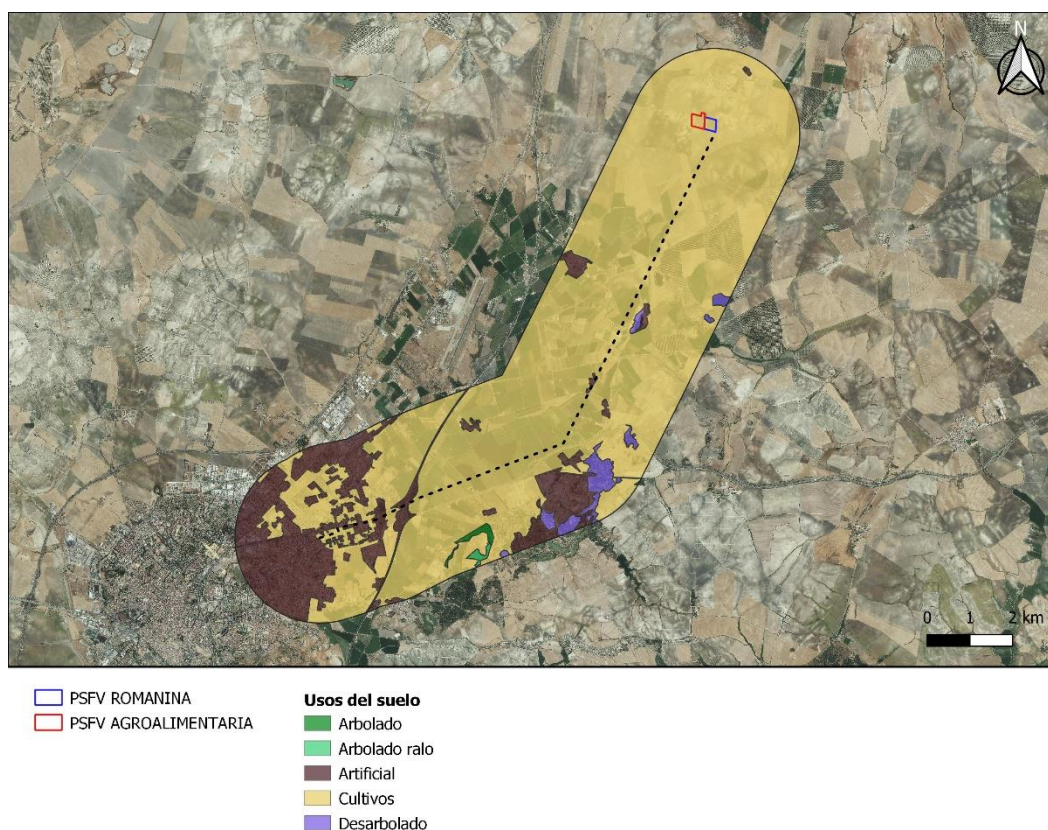 N
0 1 2 km
PSFV ROMANINA
PSFV AGROALIMENTARIA
Usos del suelo
Arbolado
Arbolado ralo
Artificial
Cultivos
Desarbolado